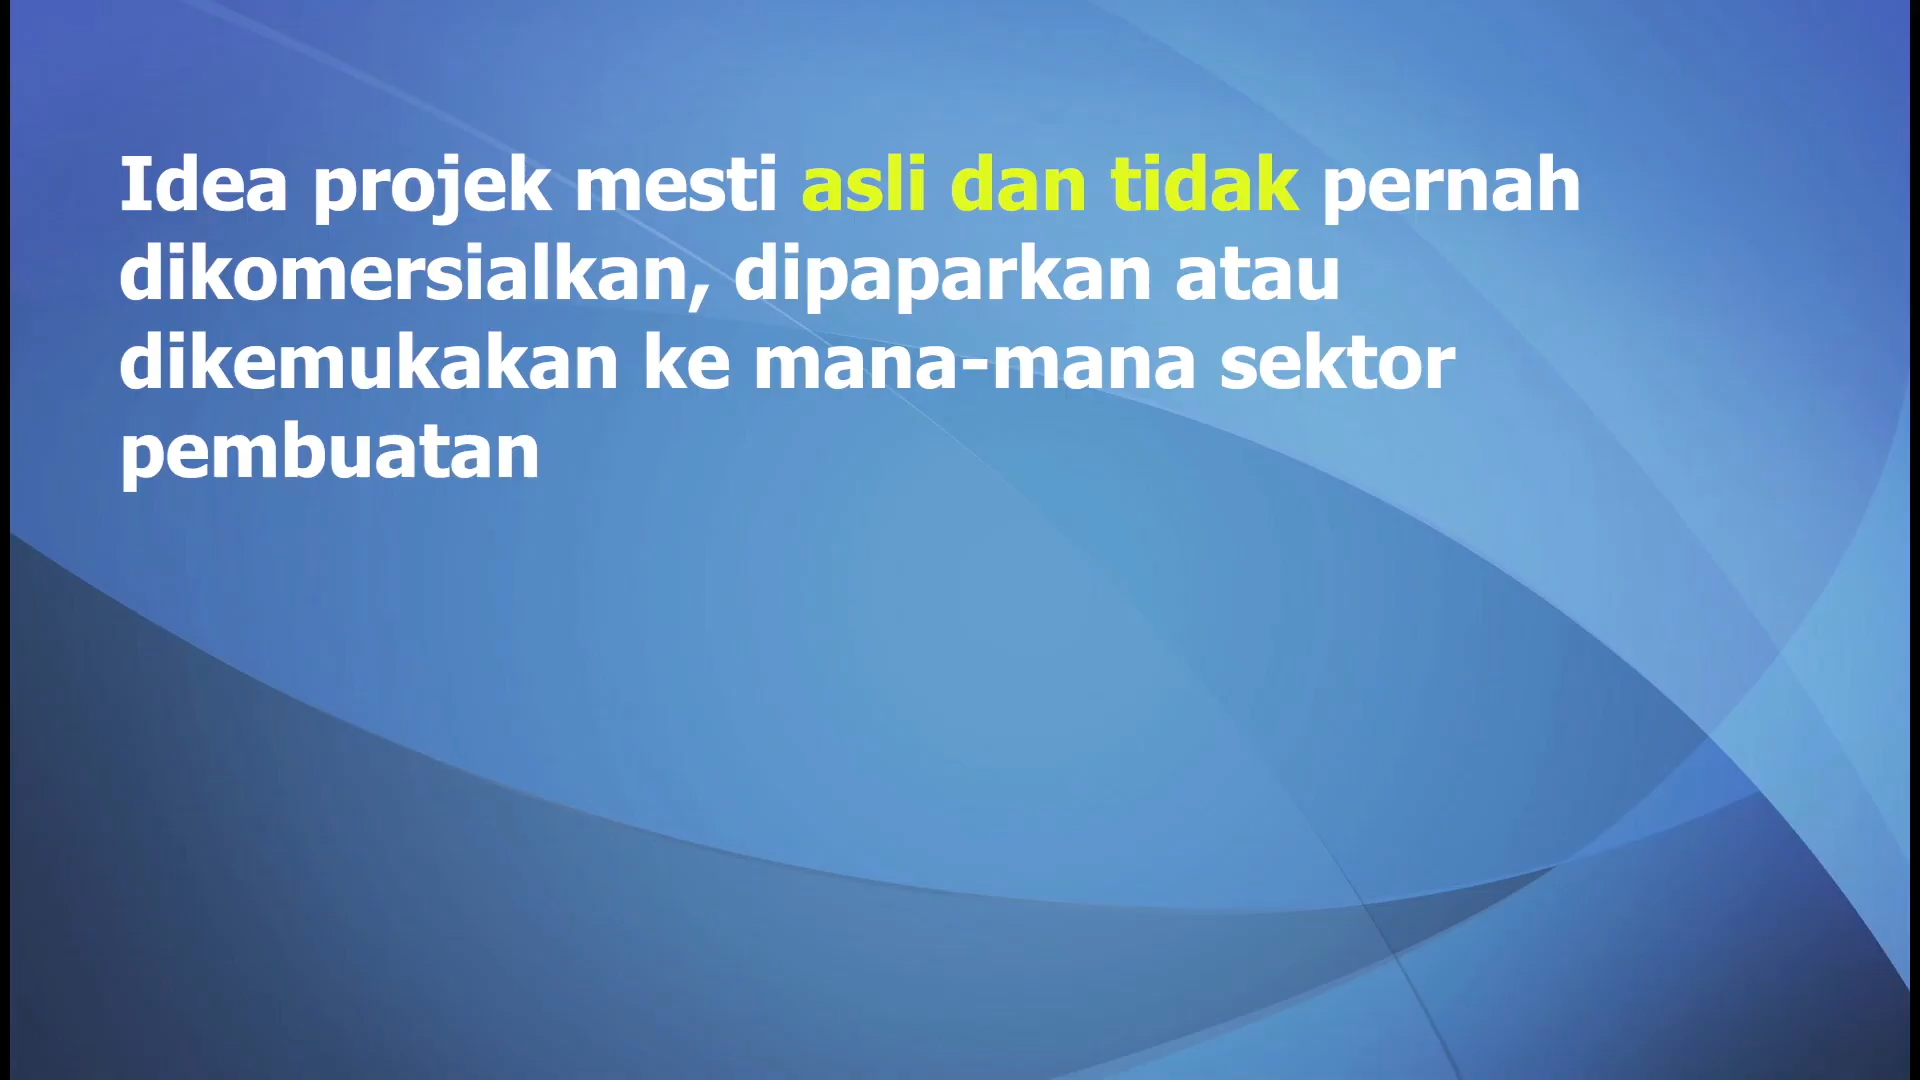 Idea projek mesti asli dan tidak pernah
dikomersialkan, dipaparkan atau
dikemukakan ke mana-mana sektor
pembuatan